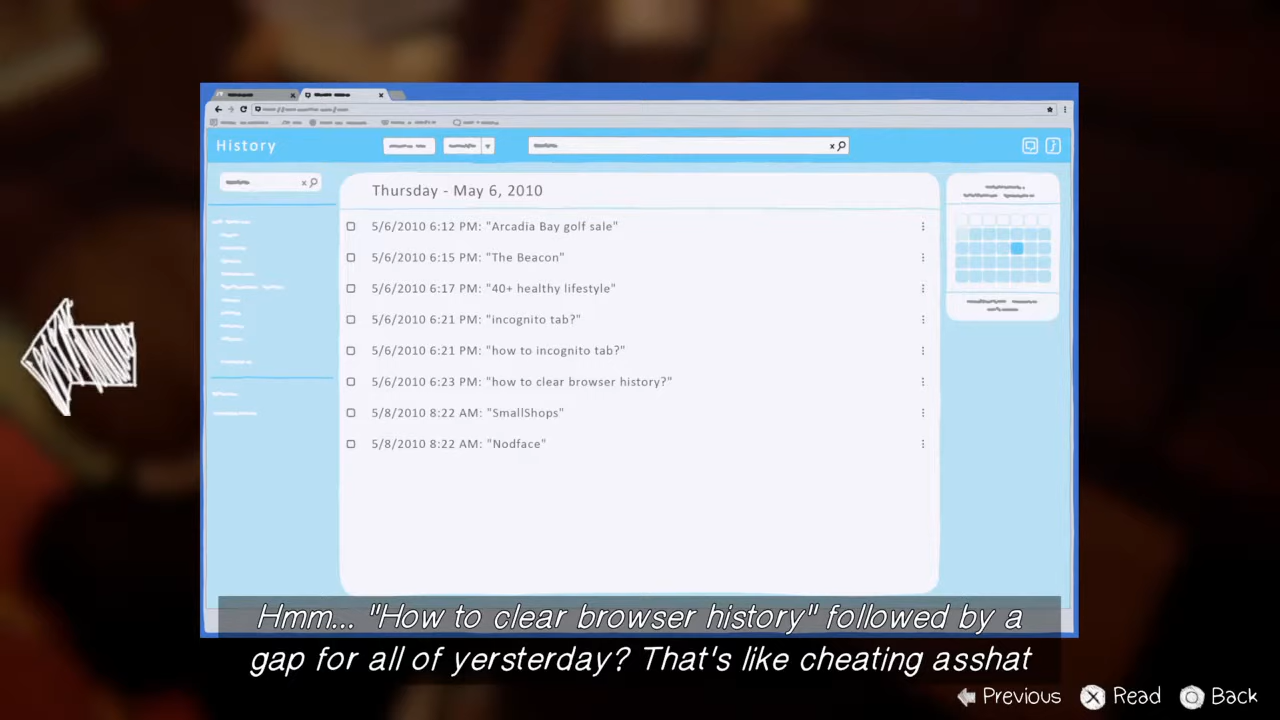 History
Thursday - May 6, 2010
5/6/2010 6:12 PM: "Arcadia Bay golf sale"
5/6/2010 6:15 PM: "The Beacon"
5/6/2010 6:17 PM: "40+ healthy lifestyle"
5/6/2010 6:21 PM: "incognito tab?"
5/6/2010 6:21 PM: "how to incognito tab?"
5/6/2010 6:23 PM: "how to clear browser history?"
5/8/2010 8:22 AM: "SmallShops"
5/8/2010 8:22 AM: "Nodface"
Hmm... "How to clear browser history" followed by a
gap for all of yersterday? That's like cheating asshat
Previous Read Back